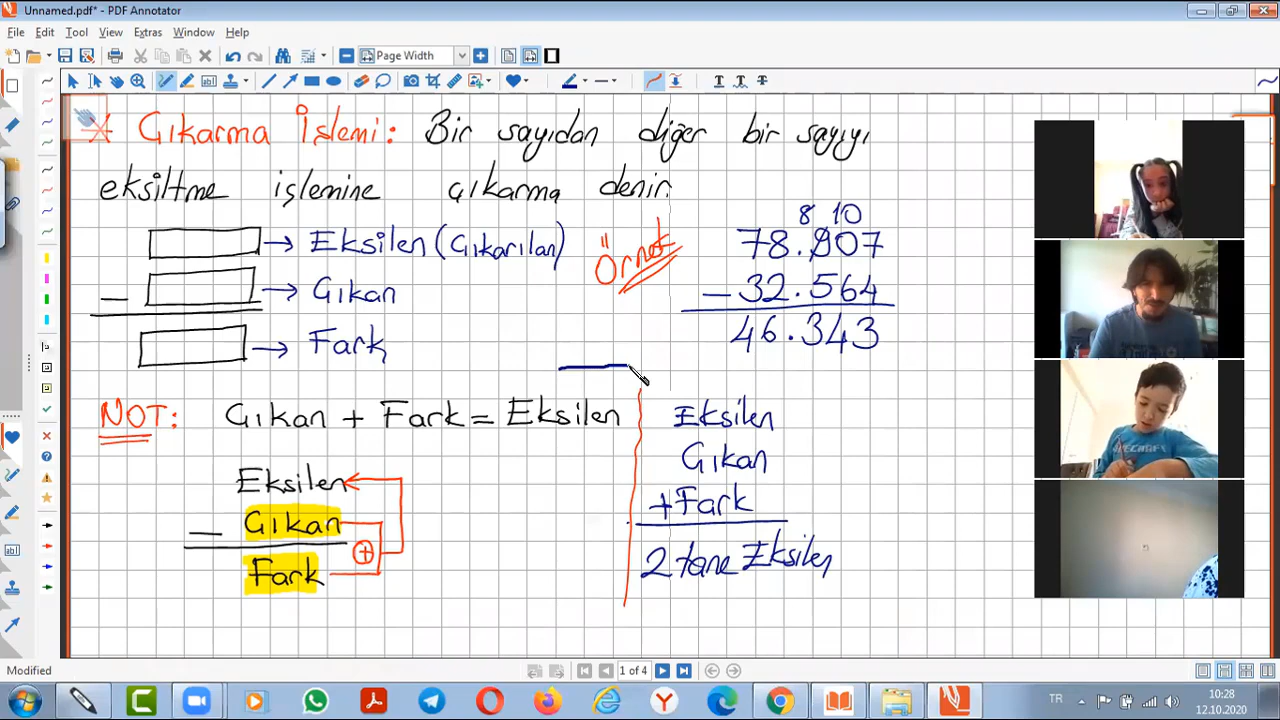 Unnamed.pdf* - PDF Annotator
File Edit Tool View Extras Window Help
Page Width
* Çıkarma İşlemi: Bir sayıdan diğer bir sayıyı
eksiltme işlemine çıkarma denir.
→ Eksilen (Çıkarılan)
— → Çıkan
→ Fark
Örnek
8 10
78.907
— 32.564
46.343
NOT: Çıkan + Fark = Eksilen
Eksilen
— Çıkan
+
Fark
Eksilen
Çıkan
+Fark
2 tane Eksilen
Modified
1 of 4
TR
10:28
12.10.2020